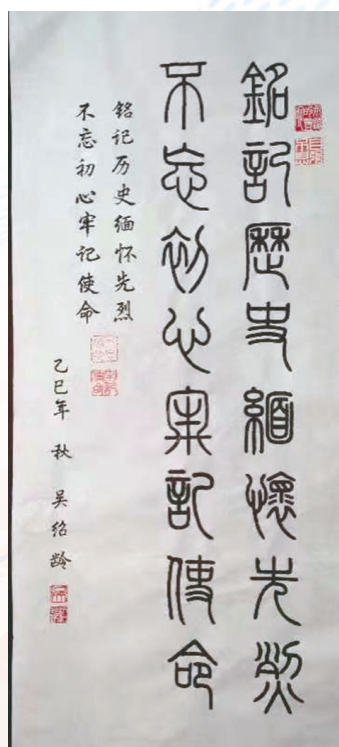 銘記歷史緬懷先烈
不忘初心牢記使命
铭记历史缅怀先烈
不忘初心牢记使命
乙巳年 秋 吴绍龄